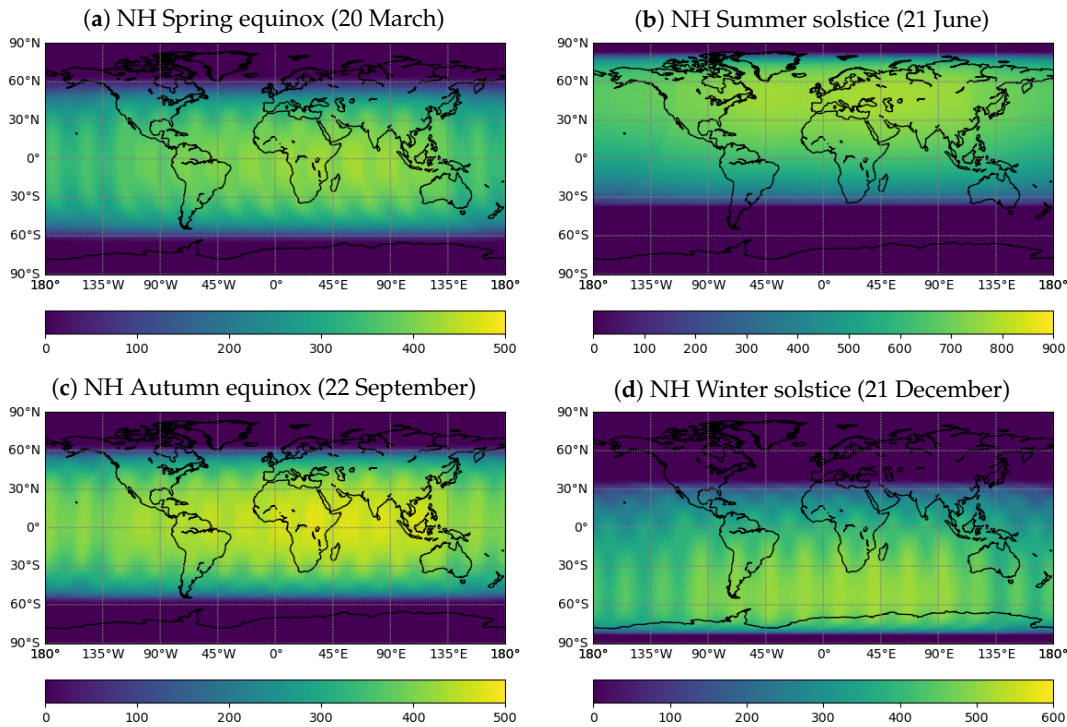 (a) NH Spring equinox (20 March)
90°N
60°N
30°N
0°
30°S
60°S
90°S
180° 135°W 90°W 45°W 0° 45°E 90°E 135°E 180°
0 100 200 300 400 500
(b) NH Summer solstice (21 June)
90°N
60°N
30°N
0°
30°S
60°S
90°S
180° 135°W 90°W 45°W 0° 45°E 90°E 135°E 180°
0 100 200 300 400 500 600 700 800 900
(c) NH Autumn equinox (22 September)
90°N
60°N
30°N
0°
30°S
60°S
90°S
180° 135°W 90°W 45°W 0° 45°E 90°E 135°E 180°
0 100 200 300 400 500
(d) NH Winter solstice (21 December)
90°N
60°N
30°N
0°
30°S
60°S
90°S
180° 135°W 90°W 45°W 0° 45°E 90°E 135°E 180°
0 100 200 300 400 500 600